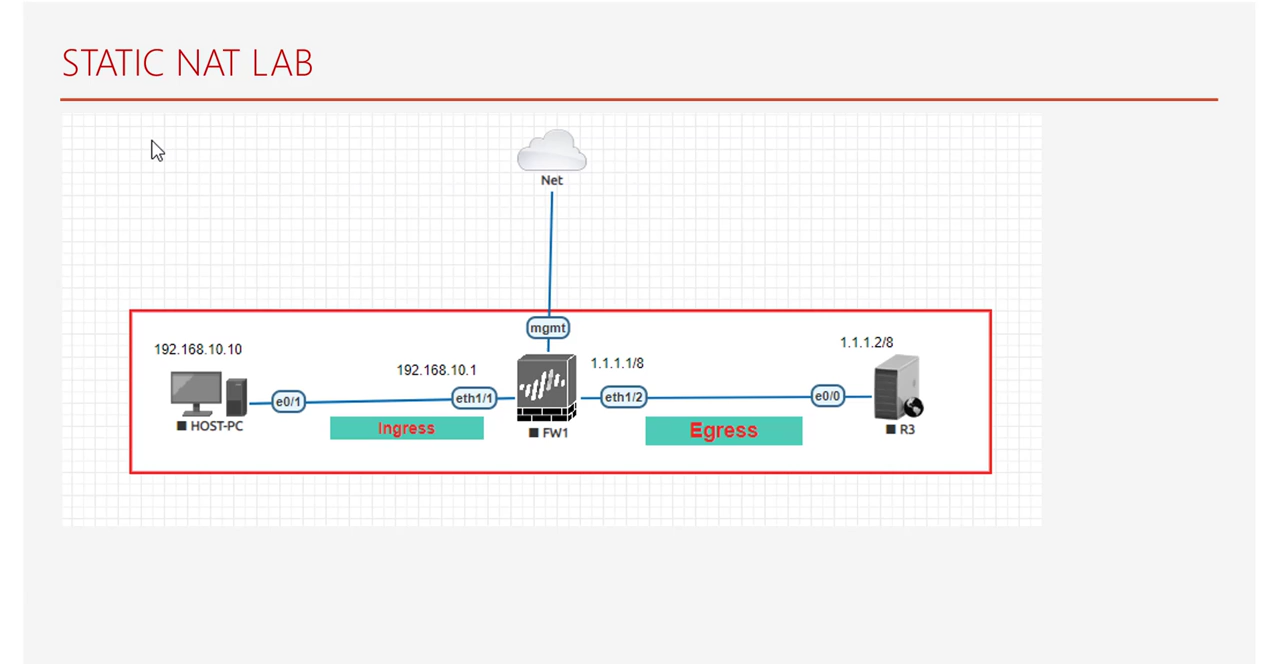 STATIC NAT LAB
Net
mgmt
192.168.10.10
192.168.10.1
1.1.1.1/8
1.1.1.2/8
e0/1
eth1/1
eth1/2
e0/0
HOST-PC
Ingress
FW1
Egress
R3